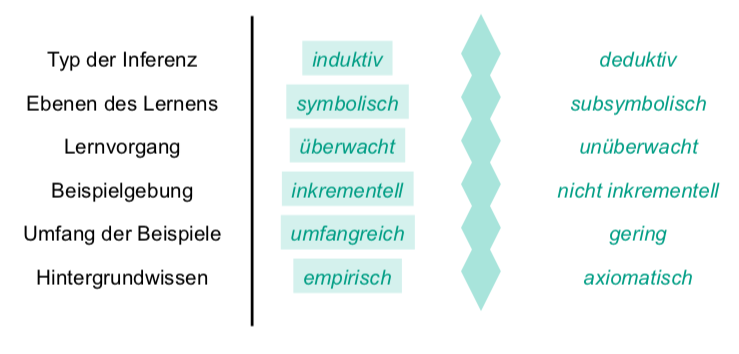 Typ der Inferenz induktiv deduktiv
Ebenen des Lernens symbolisch subsymbolisch
Lernvorgang überwacht unüberwacht
Beispielgebung inkrementell nicht inkrementell
Umfang der Beispiele umfangreich gering
Hintergrundwissen empirisch axiomatisch